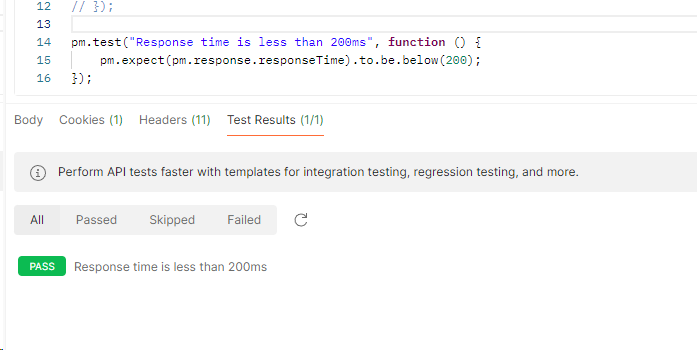 12 // });
13
14 pm.test("Response time is less than 200ms", function () {
15 pm.expect(pm.response.responseTime).to.be.below(200);
16 });
Body Cookies (1) Headers (11) Test Results (1/1)
Perform API tests faster with templates for integration testing, regression testing, and more.
All Passed Skipped Failed
PASS Response time is less than 200ms